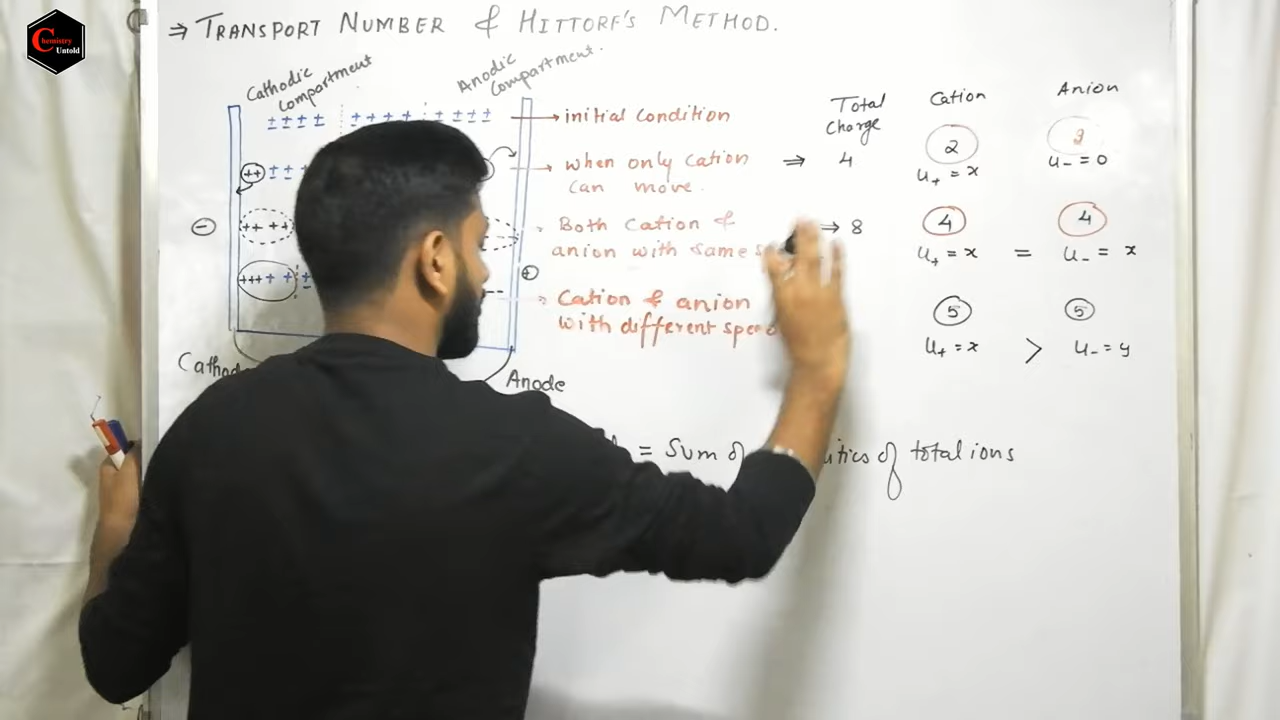 Chemistry
Untold
⇒ TRANSPORT NUMBER & HITTORF'S METHOD.
Cathodic compartment
Anodic compartment.
Total Charge
Cation
Anion
± ± ± ± ± ± ± ± ± ± ± ± → initial condition
++ ± ± → when only cation can move. ⇒ 4
2
3
u₊ = x
u₋ = 0
⊖ ++++ Both cation & → 8
4
4
anion with same
u₊ = x = u₋ = x
⊕
+++ + + -- Cation & anion
5
5
with different speed
u₊ = x > u₋ = y
Anode
= Sum of
of total ions